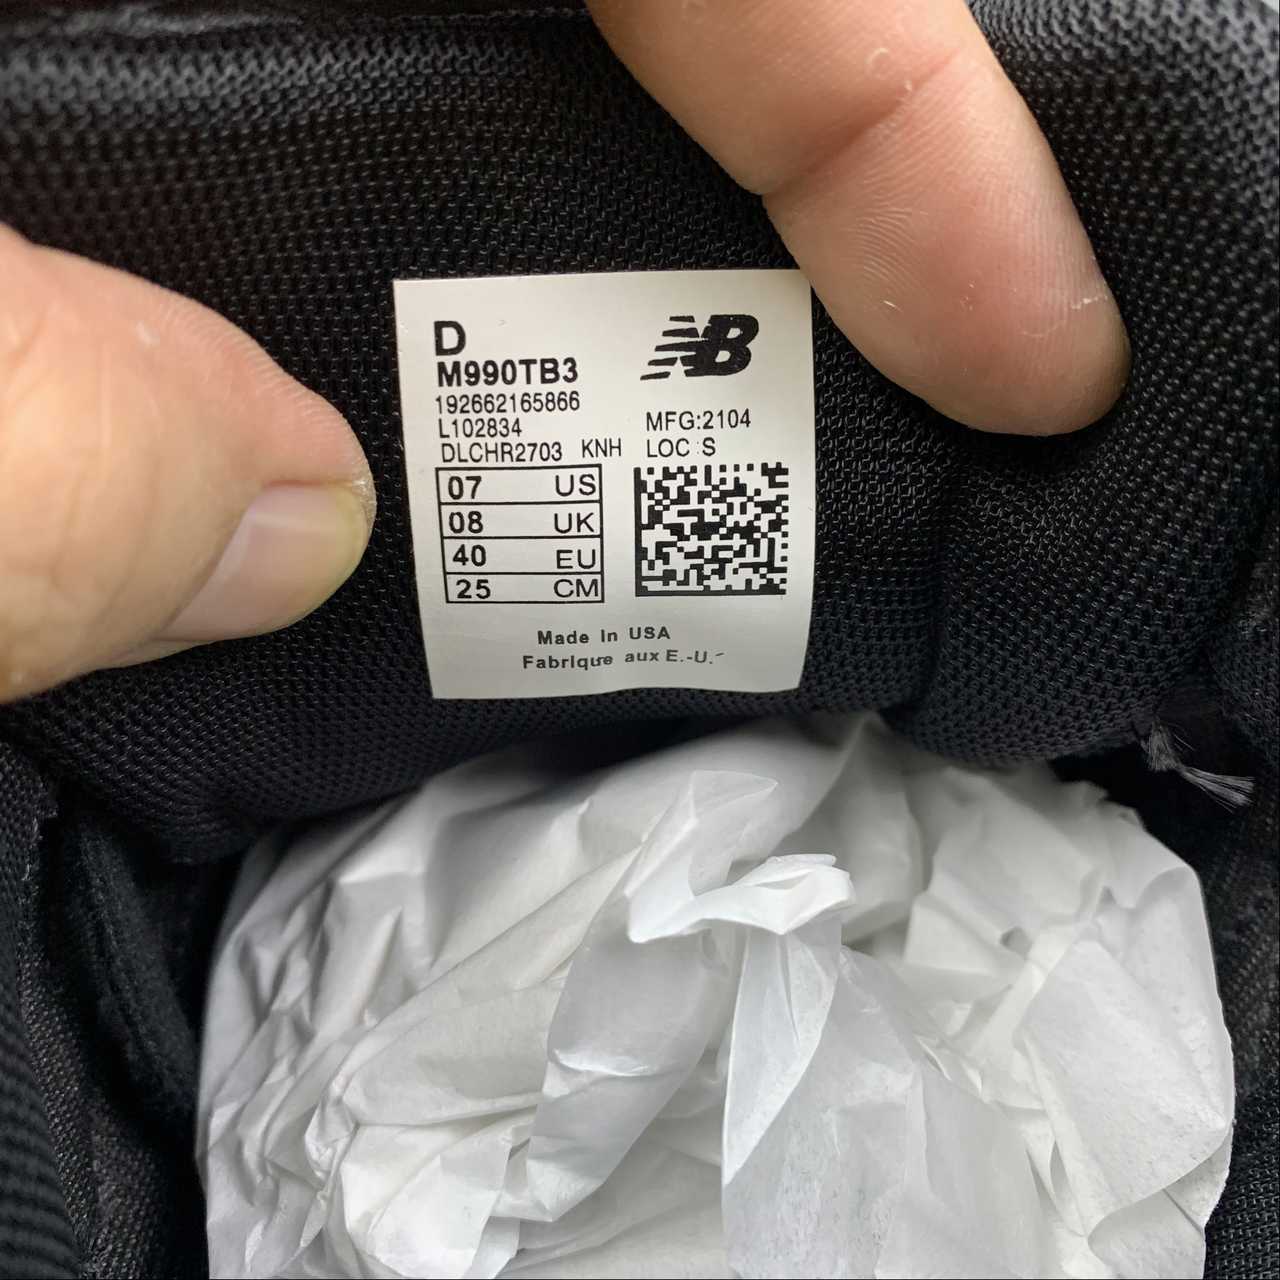 D
NB
M990TB3
192662165866
L102834
MFG:2104
DLCHR2703 KNH
LOC:S
07 US
08 UK
40 EU
25 CM
Made In USA
Fabrique aux E.-U.